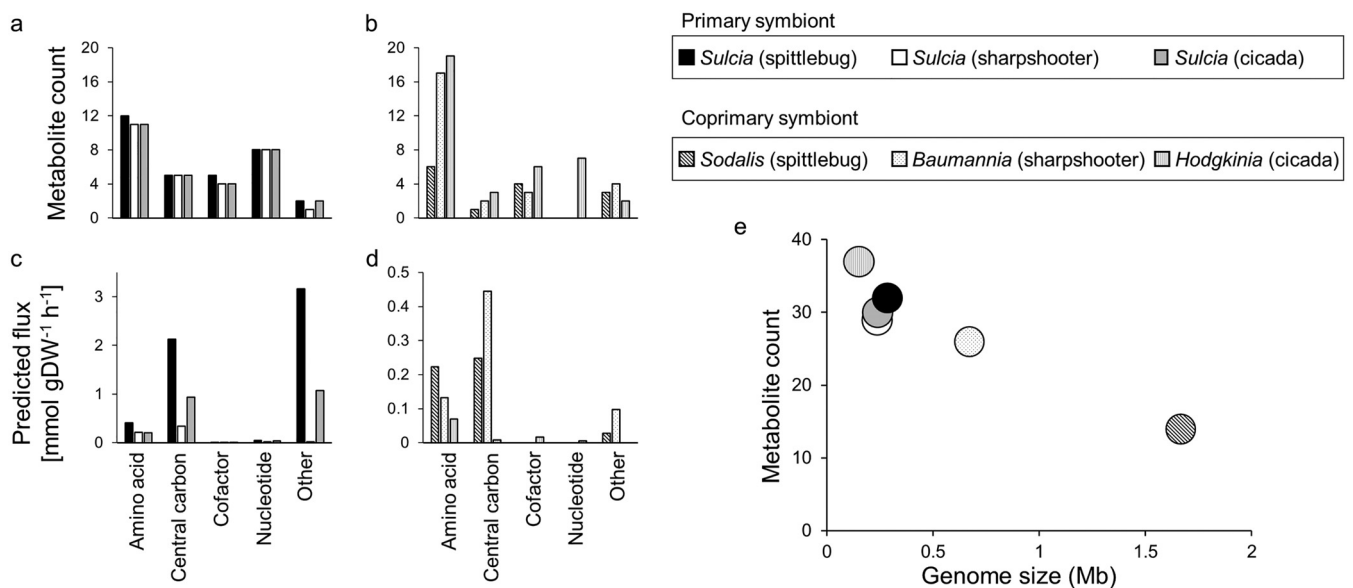 a
20
16
12
8
4
0
Metabolite count
b
20
16
12
8
4
0
Primary symbiont
Sulcia (spittlebug) Sulcia (sharpshooter) Sulcia (cicada)
Coprimary symbiont
Sodalis (spittlebug) Baumannia (sharpshooter) Hodgkinia (cicada)
c
3
2
1
0
Predicted flux
[mmol gDW-1 h-1]
Amino acid
Central carbon
Cofactor
Nucleotide
Other
d
0.5
0.4
0.3
0.2
0.1
0
Amino acid
Central carbon
Cofactor
Nucleotide
Other
e
40
30
20
10
0
Metabolite count
0 0.5 1 1.5 2
Genome size (Mb)